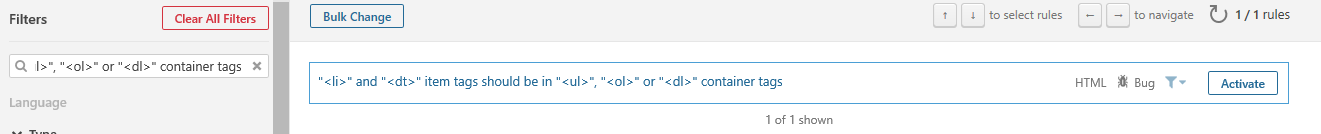 Filters
Clear All Filters
l>", "<ol>" or "<dl>" container tags
Language
Type
Bulk Change
↑ ↓ to select rules ← → to navigate 1 / 1 rules
"<li>" and "<dt>" item tags should be in "<ul>", "<ol>" or "<dl>" container tags
HTML Bug
Activate
1 of 1 shown